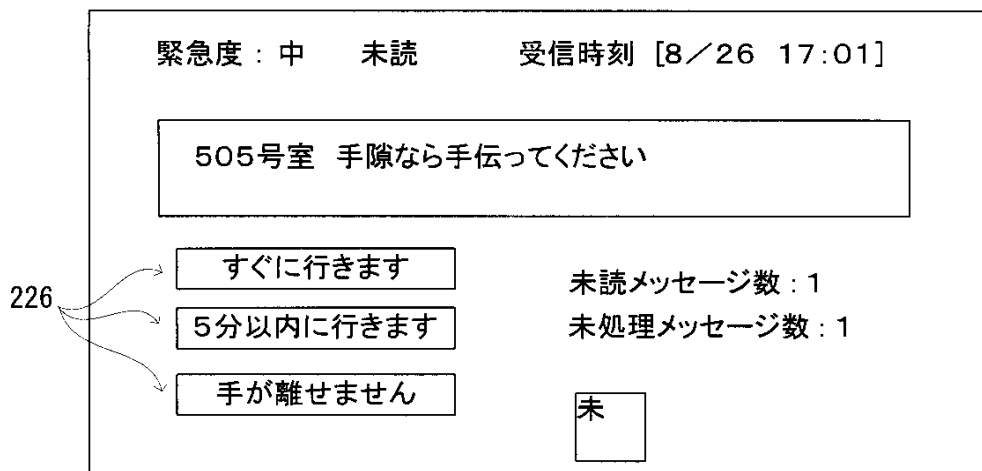 緊急度:中 未読 受信時刻 [8/26 17:01]
505号室 手隙なら手伝ってください
すぐに行きます
5分以内に行きます
手が離せません
226
未読メッセージ数:1
未処理メッセージ数:1
未